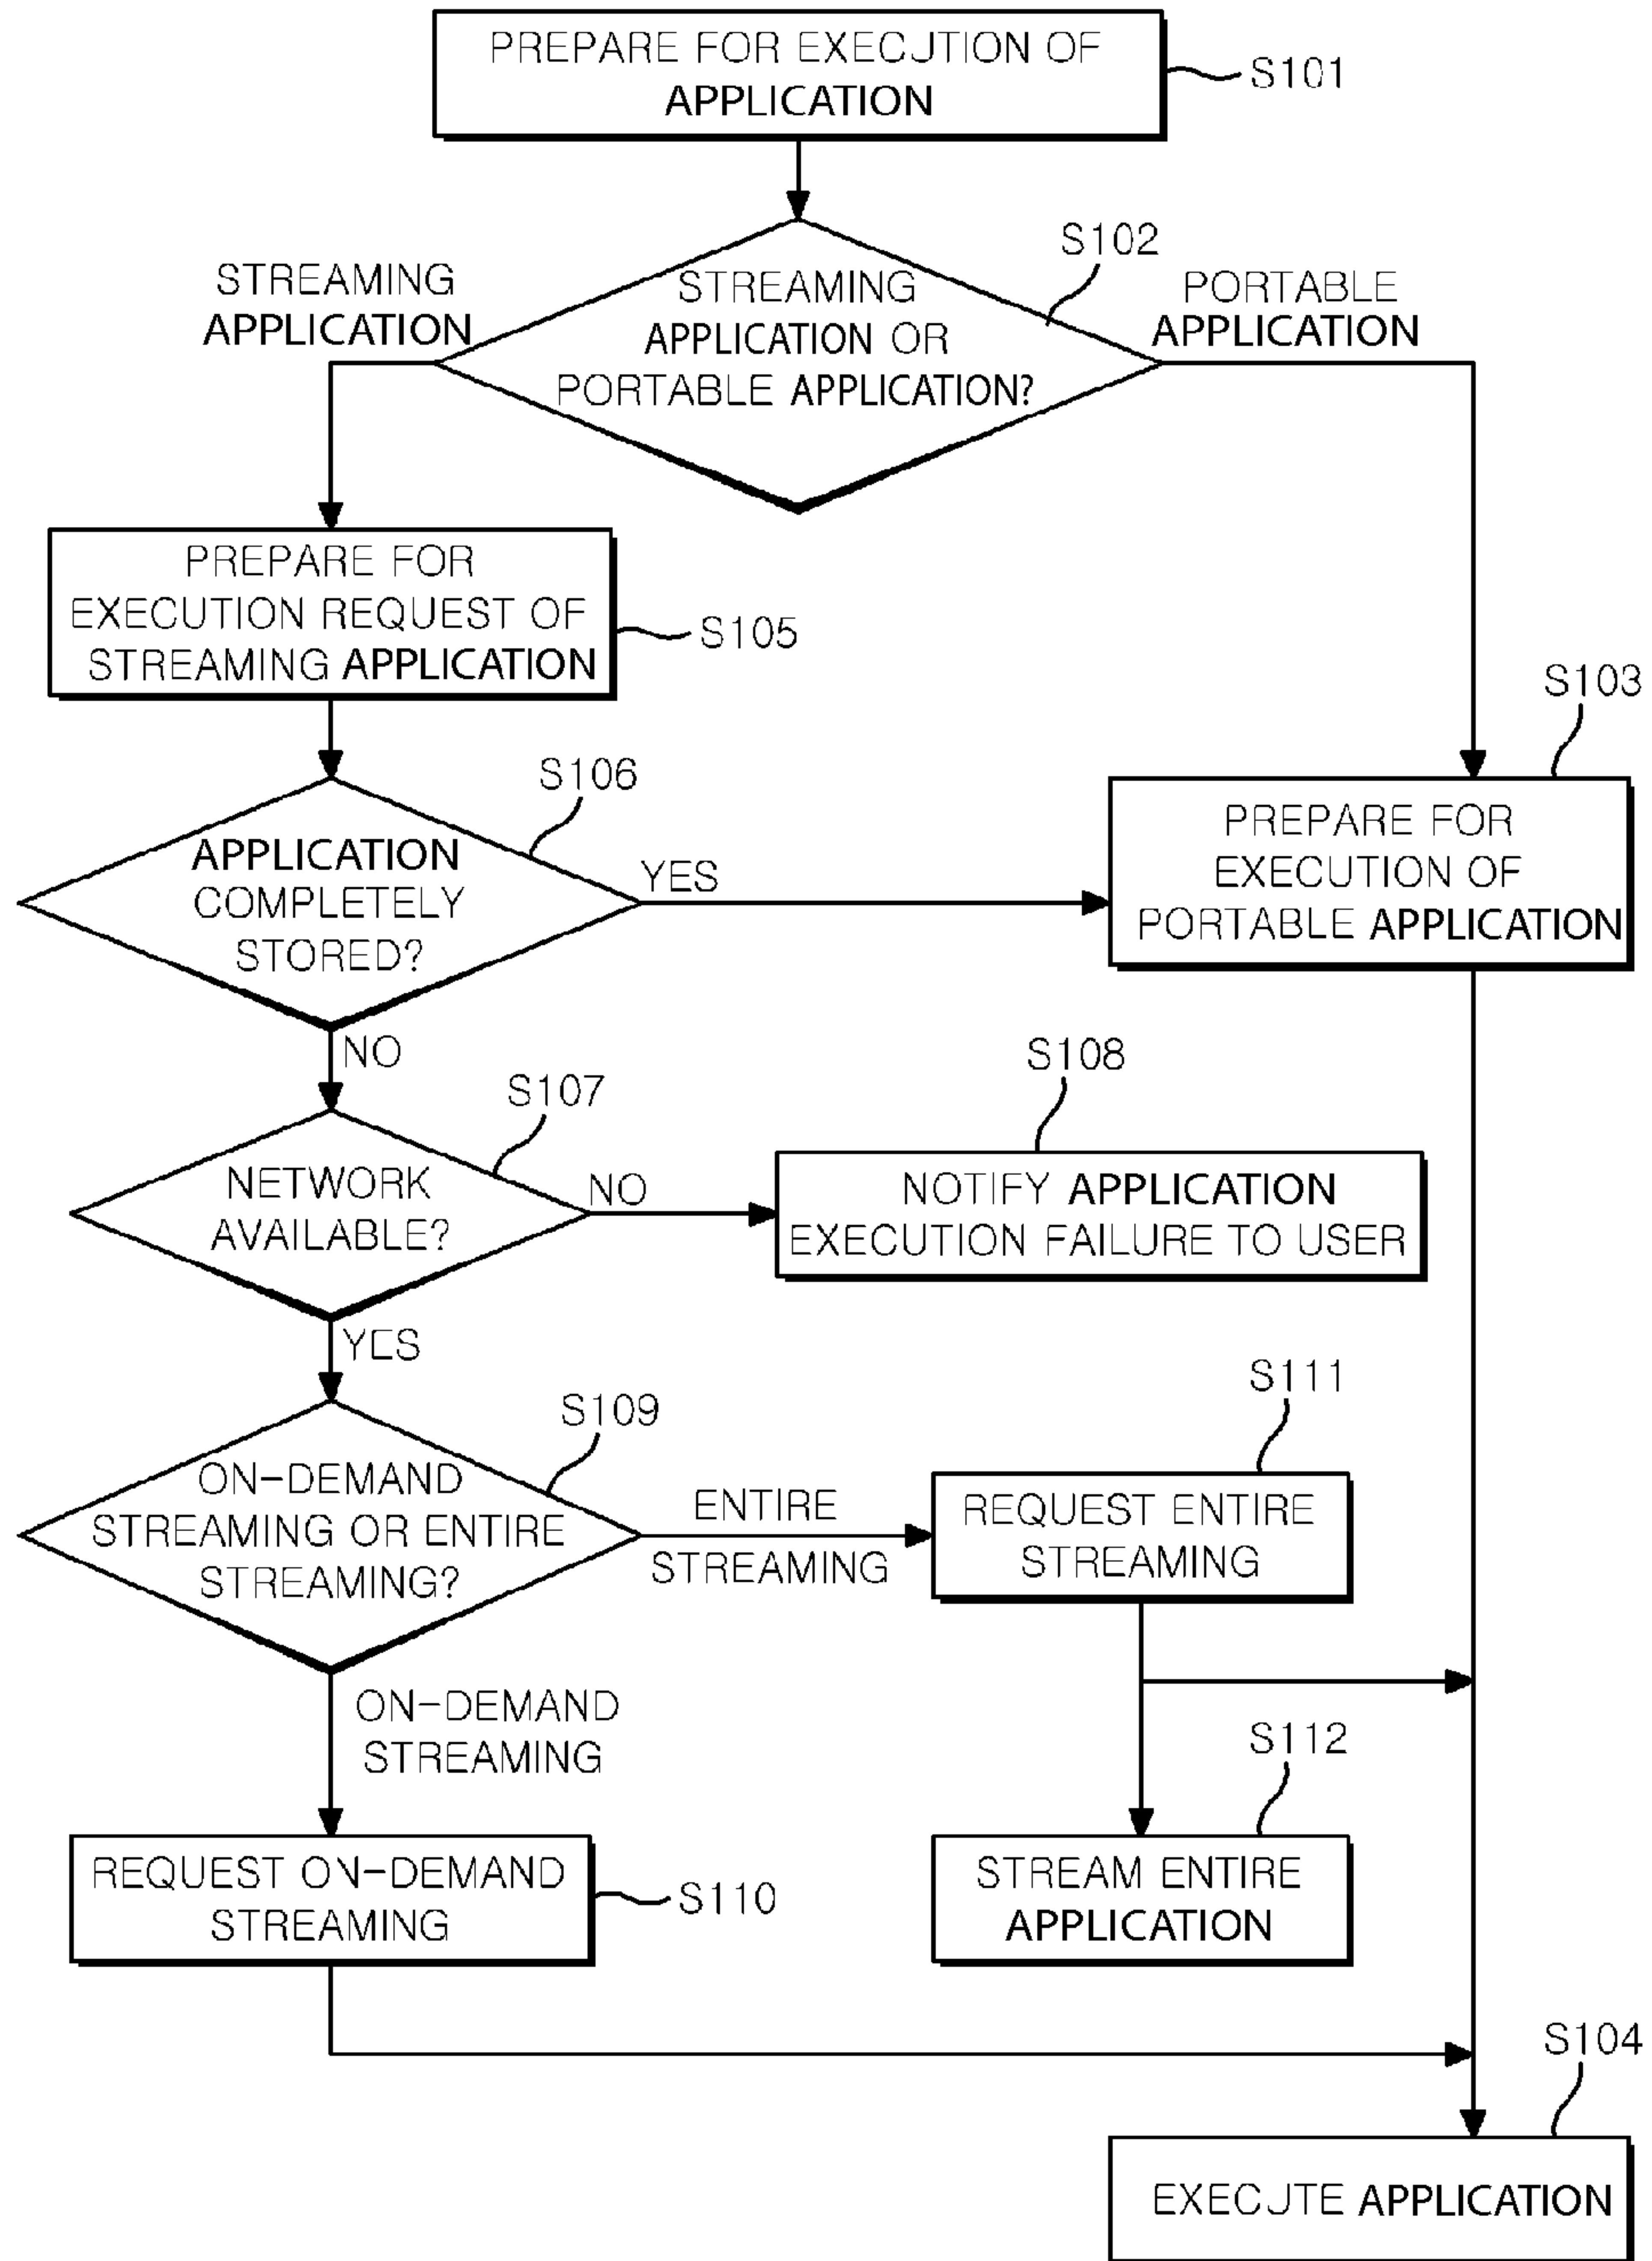 PREPARE FOR EXECJTION OF
APPLICATION
S101
S102
STREAMING
APPLICATION
STREAMING
APPLICATION OR
PORTABLE APPLICATION?
PORTABLE
APPLICATION
PREPARE FOR
EXECUTION REQUEST OF
STREAMING APPLICATION
S105
S103
S106
APPLICATION
COMPLETELY
STORED?
YES
PREPARE FOR
EXECUTION OF
PORTABLE APPLICATION
NO
S107
S108
NETWORK
AVAILABLE?
NO
NOTIFY APPLICATION
EXECUTION FAILURE TO USER
YES
S109
S111
ON-DEMAND
STREAMING OR ENTIRE
STREAMING?
ENTIRE
STREAMING
REQUEST ENTIRE
STREAMING
ON-DEMAND
STREAMING
S112
REQUEST ON-DEMAND
STREAMING
S110
STREAM ENTIRE
APPLICATION
S104
EXECJTE APPLICATION